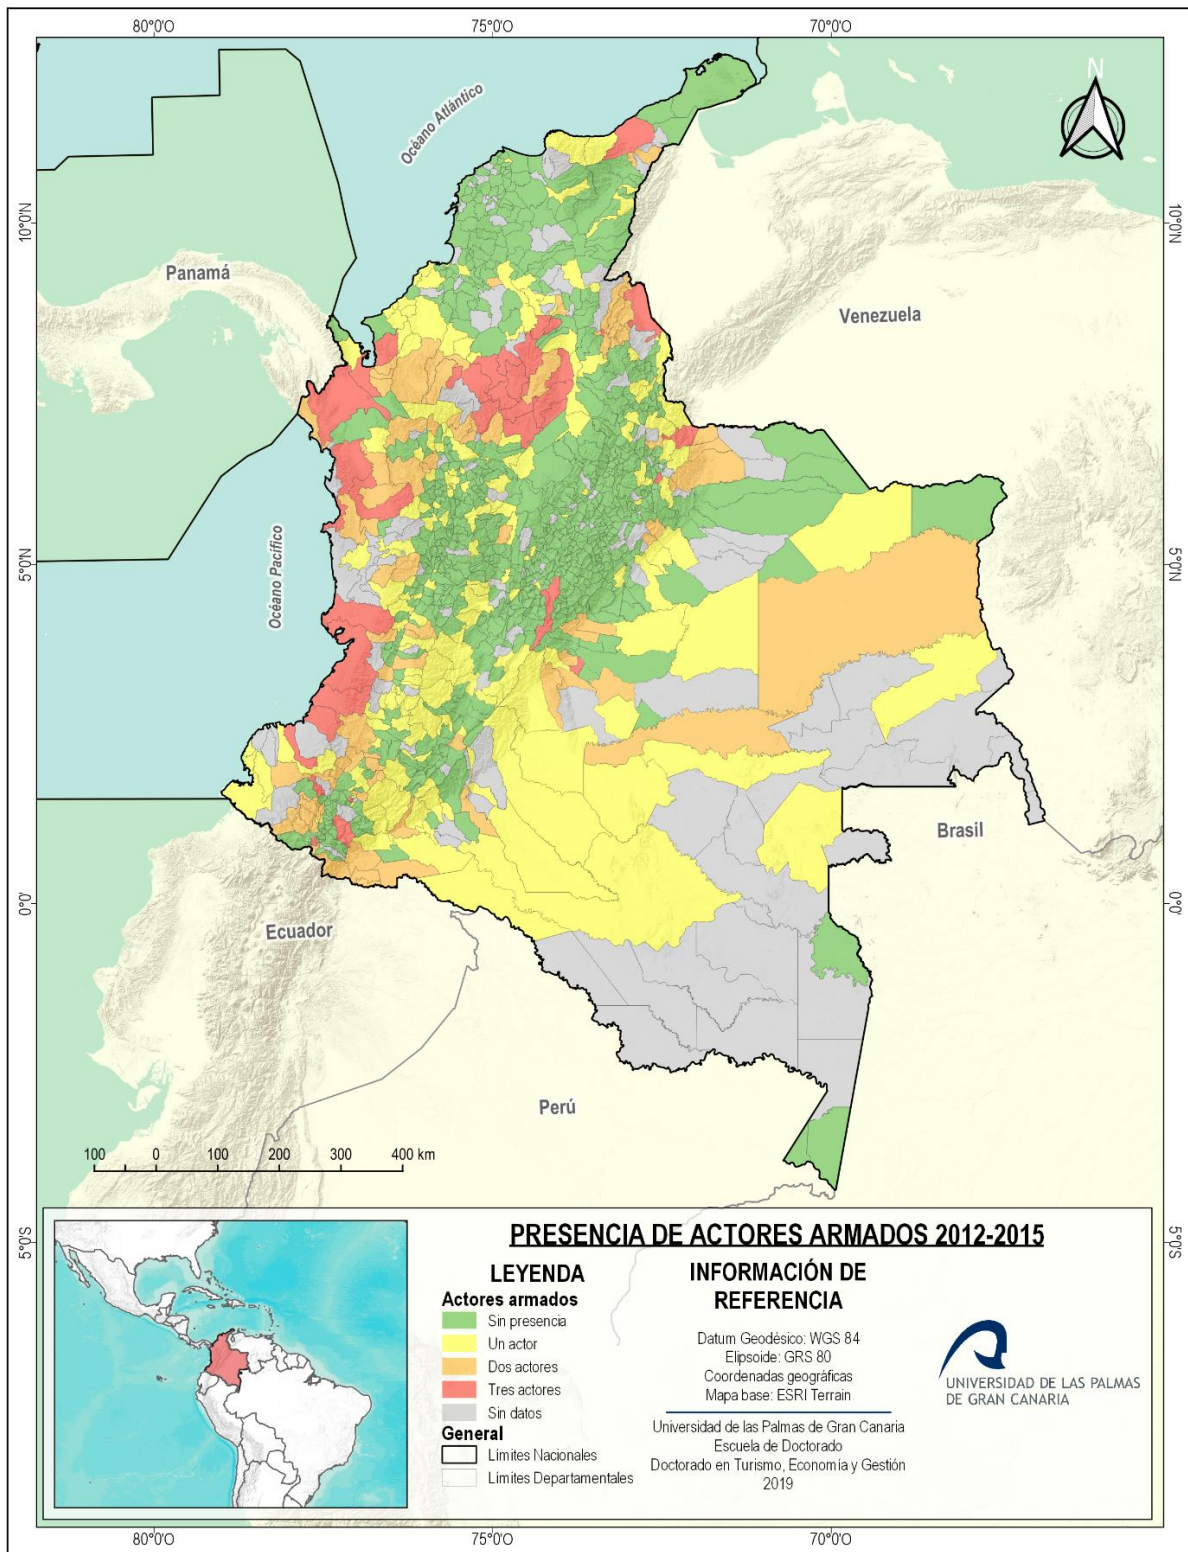 80°0'O 75°0'O 70°0'O
Océano Atlántico
N
10°0'N 10°0'N
Panamá
Venezuela
Océano Pacífico
5°0'N 5°0'N
Brasil
0°0' 0°0'
Ecuador
Perú
100 0 100 200 300 400 km
5°0'S 5°0'S
PRESENCIA DE ACTORES ARMADOS 2012-2015
LEYENDA
Actores armados
Sin presencia
Un actor
Dos actores
Tres actores
Sin datos
General
Límites Nacionales
Límites Departamentales
INFORMACIÓN DE
REFERENCIA
Datum Geodésico: WGS 84
Elipsoide: GRS 80
Coordenadas geográficas
Mapa base: ESRI Terrain
Universidad de las Palmas de Gran Canaria
Escuela de Doctorado
Doctorado en Turismo, Economía y Gestión
2019
UNIVERSIDAD DE LAS PALMAS
DE GRAN CANARIA
80°0'O 75°0'O 70°0'O